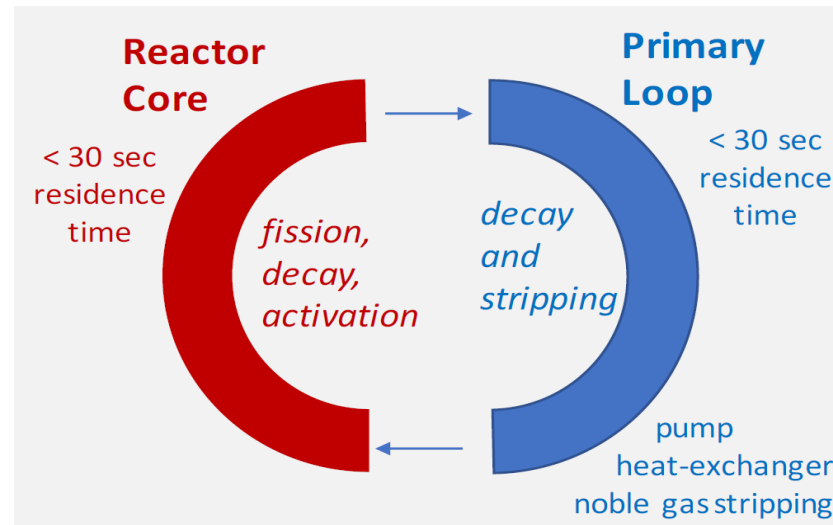 Reactor
Core
< 30 sec
residence
time
fission,
decay,
activation
Primary
Loop
< 30 sec
residence
time
decay
and
stripping
pump
heat-exchanger
noble gas stripping